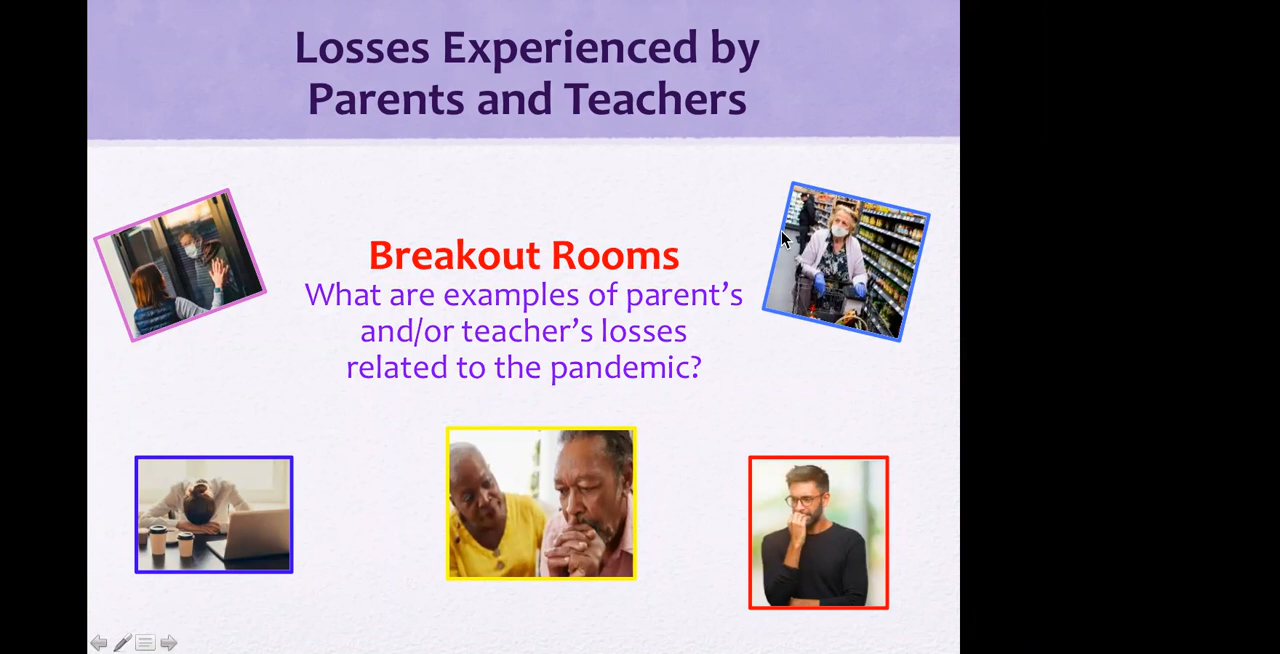 Losses Experienced by
Parents and Teachers
Breakout Rooms
What are examples of parent’s
and/or teacher’s losses
related to the pandemic?